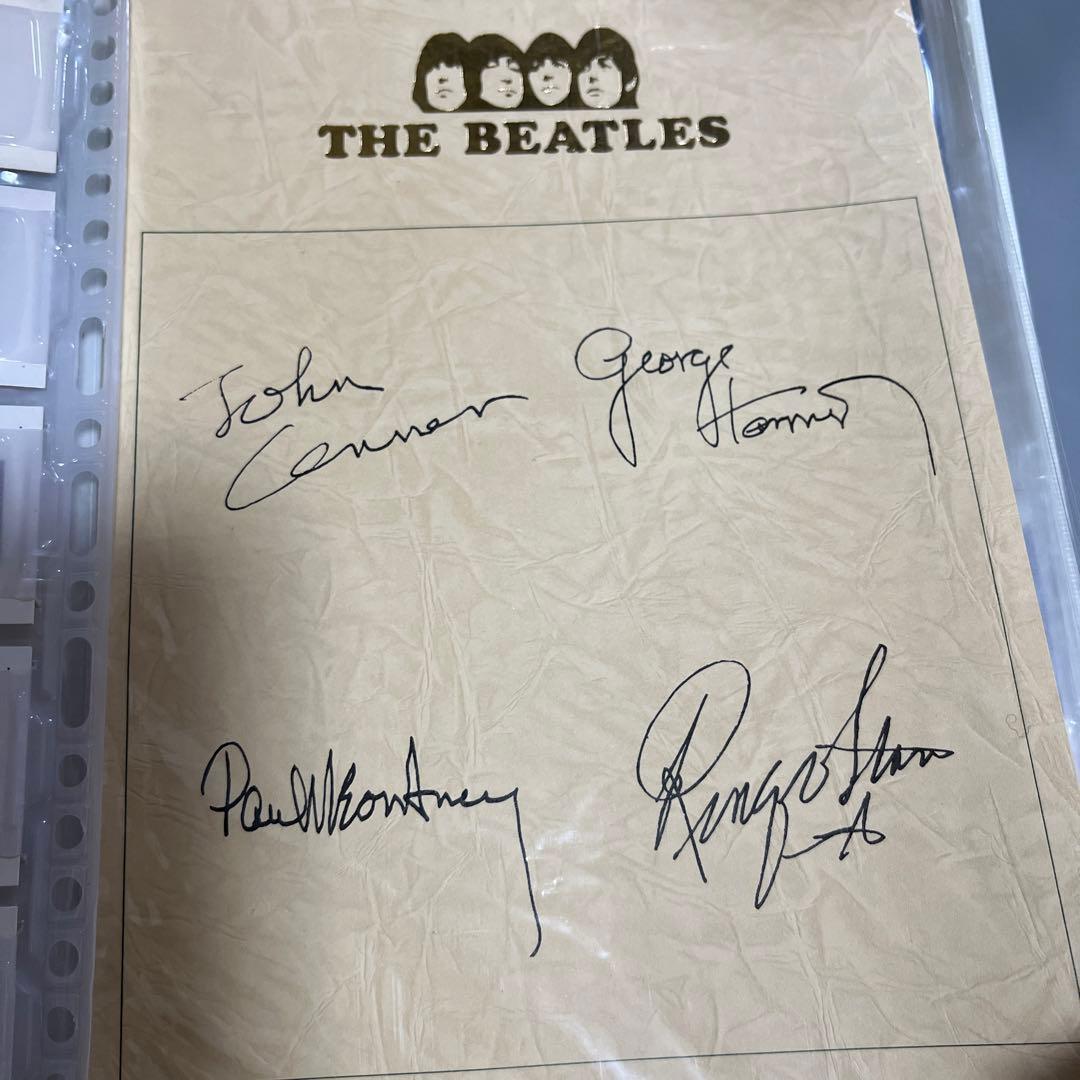 THE BEATLES
John
Lennon
George
Harrison
Paul McCartney
Ringo Starr